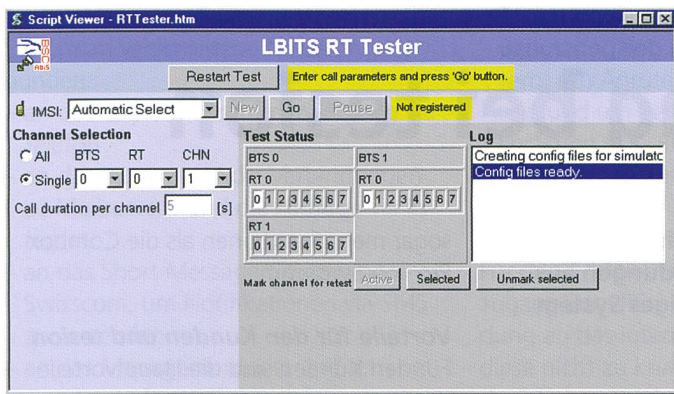 Script Viewer - RTTester.htm
BSC
ABIS
LBITS RT Tester
Restart Test
Enter call parameters and press 'Go' button.
IMSI: Automatic Select New Go Pause Not registered
Channel Selection
All BTS RT CHN
Single 0 0 1
Call duration per channel 5 [s]
Test Status
BTS 0 BTS 1
RT 0 RT 0
0 1 2 3 4 5 6 7 0 1 2 3 4 5 6 7
RT 1
0 1 2 3 4 5 6 7
Mark channel for retest Active Selected Unmark selected
Log
Creating config files for simulatc
Config files ready.